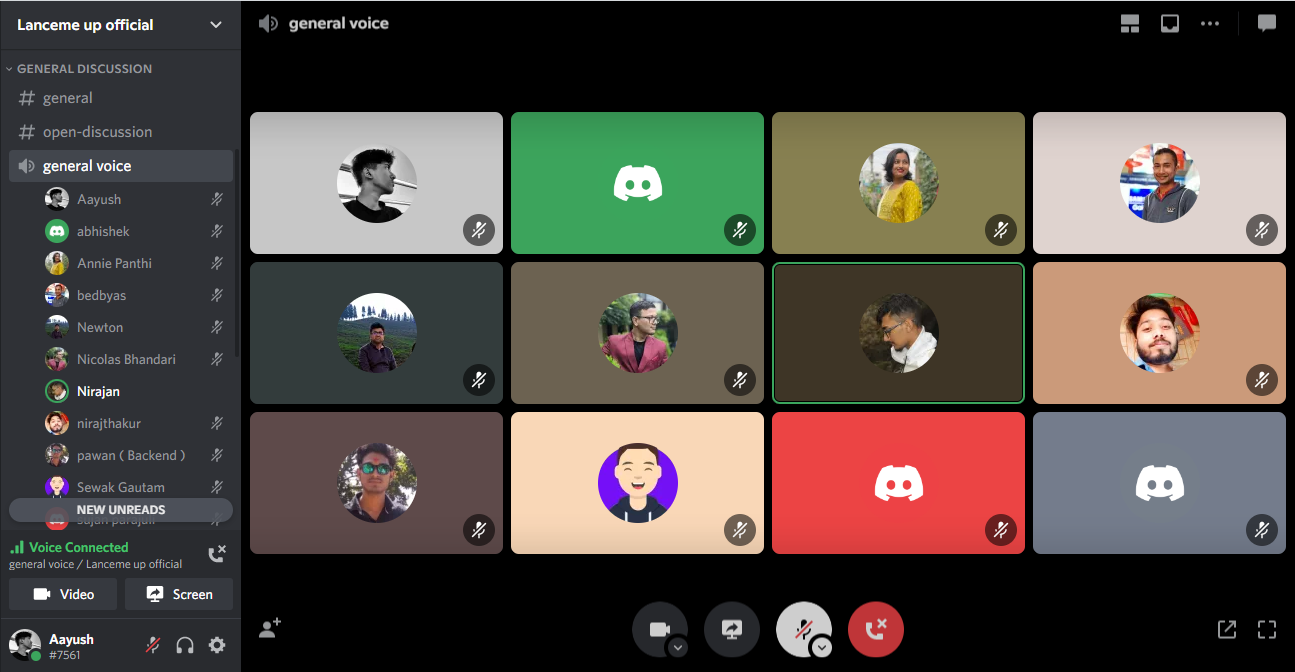 Lanceme up official
GENERAL DISCUSSION
general
open-discussion
general voice
Aayush
abhishek
Annie Panthi
bedbyas
Newton
Nicolas Bhandari
Nirajan
nirajthakur
pawan ( Backend )
Sewak Gautam
NEW UNREADS
Voice Connected
general voice / Lanceme up official
Video
Screen
Aayush
#7561
general voice